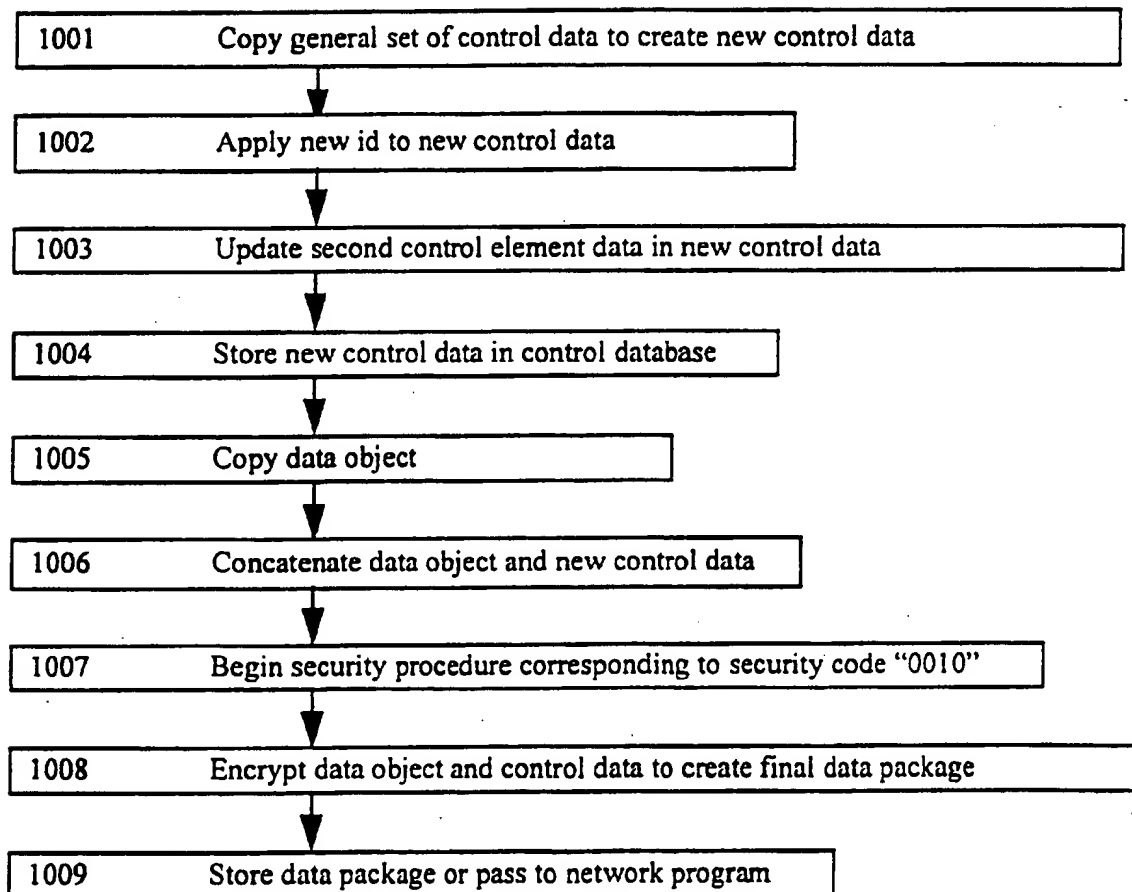 1001 Copy general set of control data to create new control data
1002 Apply new id to new control data
1003 Update second control element data in new control data
1004 Store new control data in control database
1005 Copy data object
1006 Concatenate data object and new control data
1007 Begin security procedure corresponding to security code “0010”
1008 Encrypt data object and control data to create final data package
1009 Store data package or pass to network program